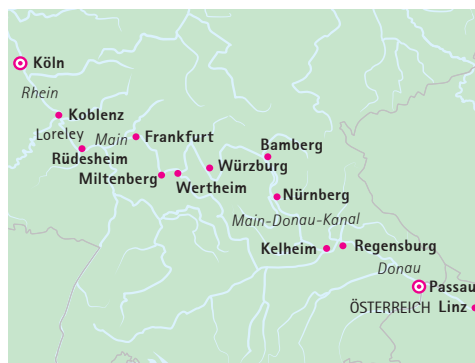 Köln
Rhein
Koblenz
Loreley
Main
Frankfurt
Rüdesheim
Bamberg
Miltenberg
Würzburg
Wertheim
Nürnberg
Main-Donau-Kanal
Kelheim
Regensburg
Donau
Passau
ÖSTERREICH Linz